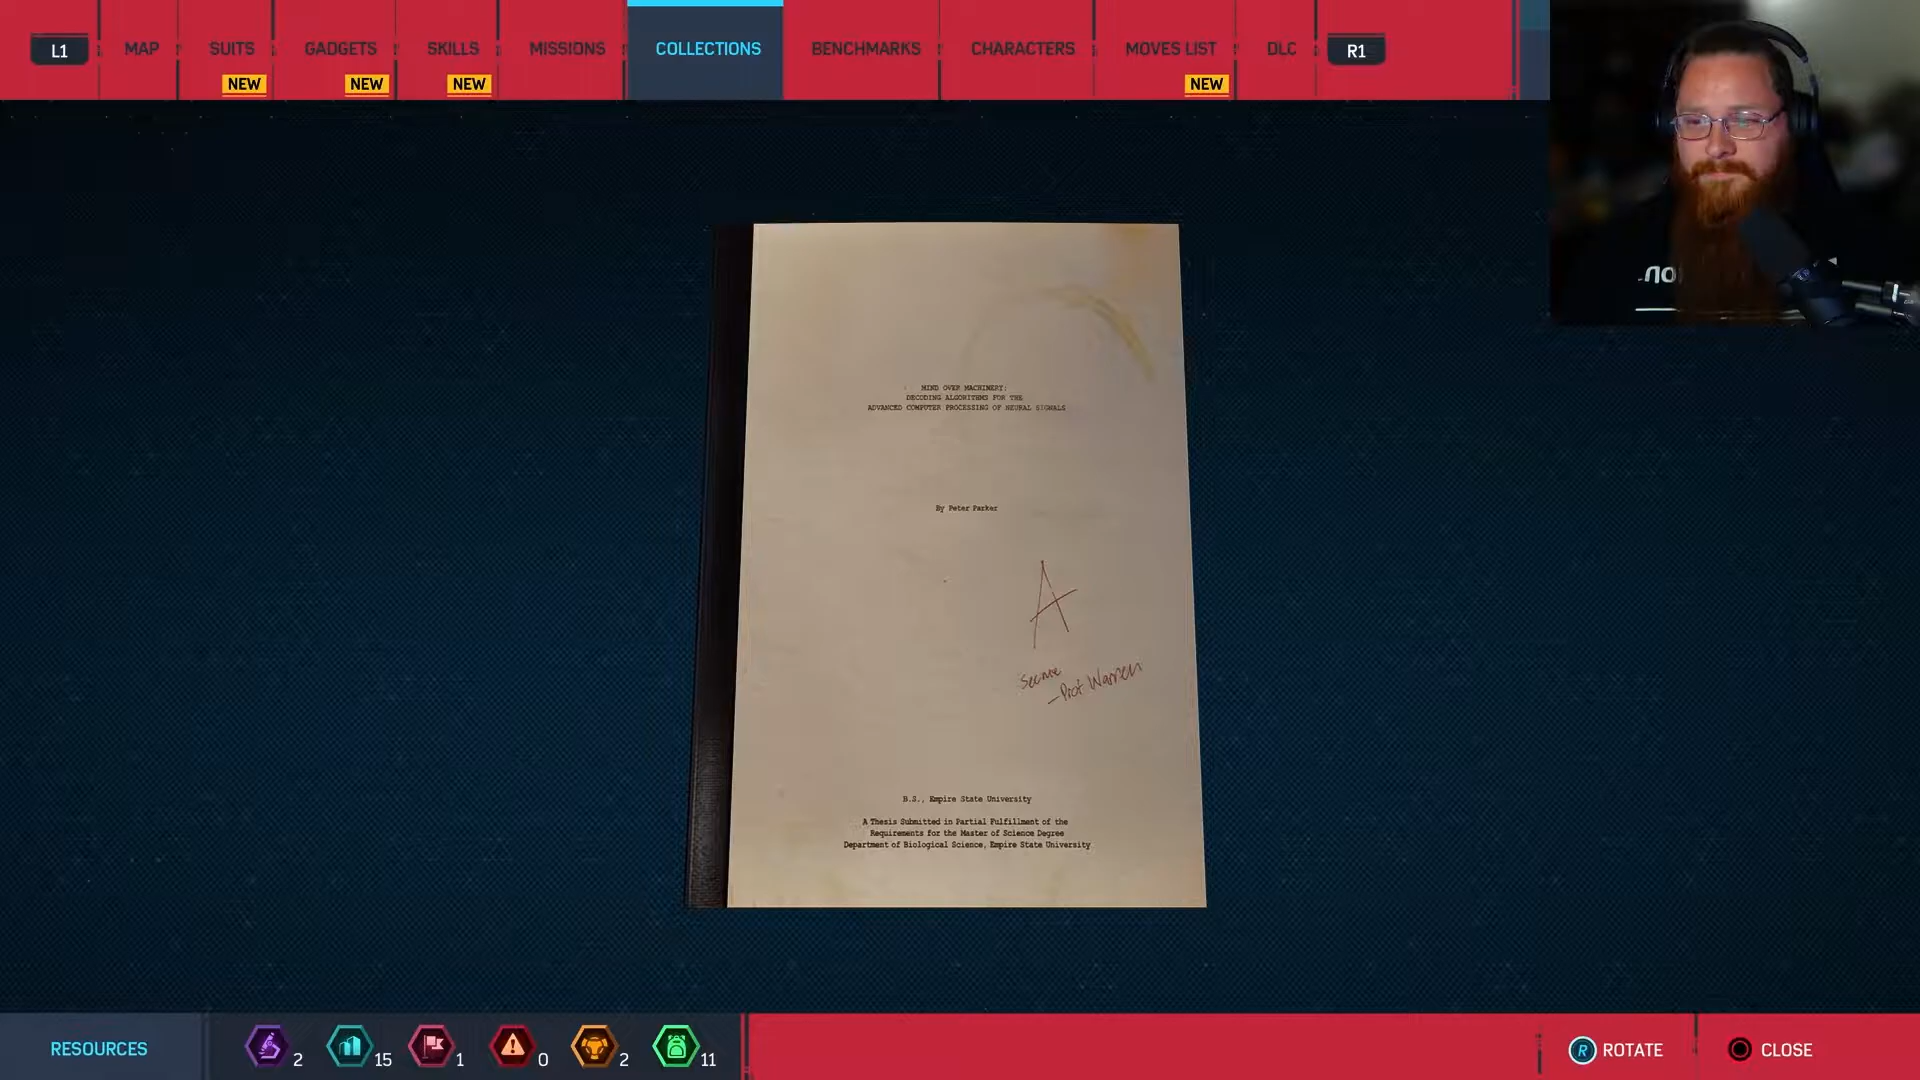 L1
MAP
SUITS
GADGETS
SKILLS
MISSIONS
COLLECTIONS
BENCHMARKS
CHARACTERS
MOVES LIST
DLC
R1
NEW
NEW
NEW
NEW
MIND OVER MACHINERY:
DECODING ALGORITHMS FOR THE
ADVANCED COMPUTER PROCESSING OF NEURAL SIGNALS
By Peter Parker
A
See me
- Prof Warren
B.S., Empire State University
A Thesis Submitted in Partial Fulfillment of the
Requirements for the Master of Science Degree
Department of Biological Science, Empire State University
RESOURCES
2
15
1
0
2
11
R ROTATE
CLOSE